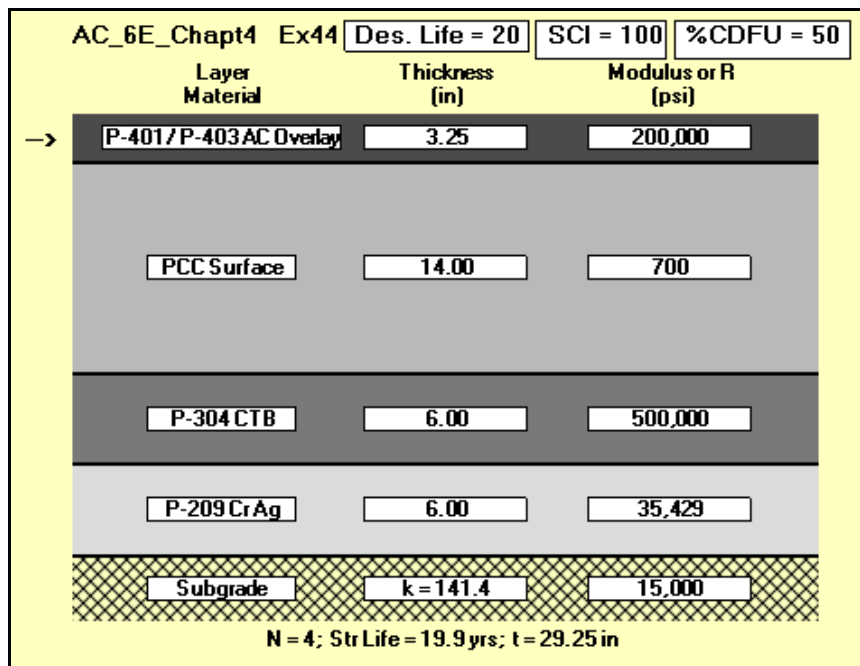 AC_6E_Chapt4 Ex44 Des. Life = 20 SCI = 100 %CDFU = 50
Layer Thickness Modulus or R
Material (in) (psi)
--> P-401/ P-403 AC Overlay 3.25 200,000
PCC Surface 14.00 700
P-304 CTB 6.00 500,000
P-209 Cr Ag 6.00 35,429
Subgrade k = 141.4 15,000
N = 4; Str Life = 19.9 yrs; t = 29.25 in